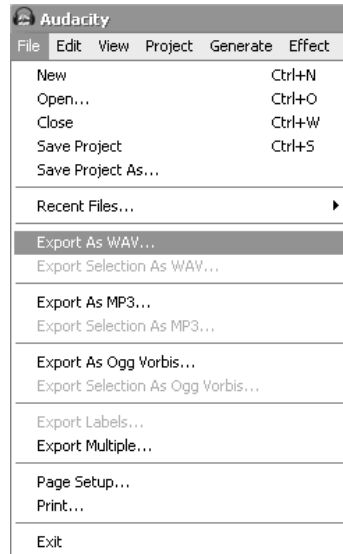 Audacity
File Edit View Project Generate Effect
New Ctrl+N
Open... Ctrl+O
Close Ctrl+W
Save Project Ctrl+S
Save Project As...
Recent Files...
Export As WAV...
Export Selection As WAV...
Export As MP3...
Export Selection As MP3...
Export As Ogg Vorbis...
Export Selection As Ogg Vorbis...
Export Labels...
Export Multiple...
Page Setup...
Print...
Exit